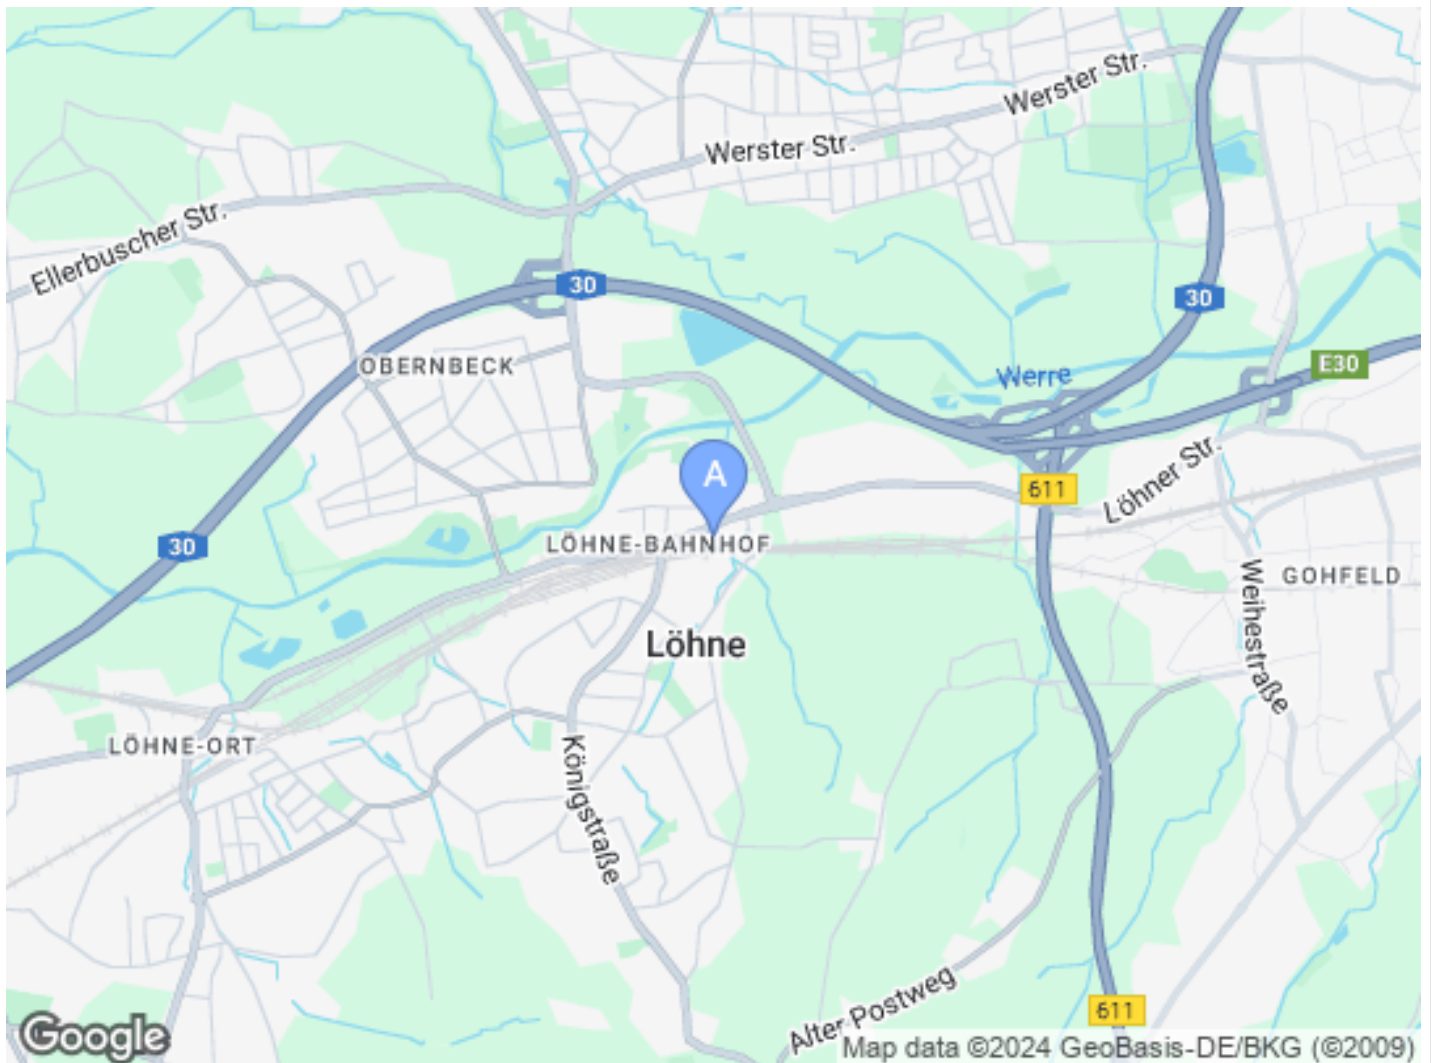 Werster Str.
Werster Str.
Ellerbuscher Str.
30
30
E30
OBERNBECK
Werre
A
611
Löhner Str.
30
LÖHNE-BAHNHOF
GOHFELD
Weihestraße
Löhne
LÖHNE-ORT
Königstraße
Alter Postweg
611
Google
Map data ©2024 GeoBasis-DE/BKG (©2009)